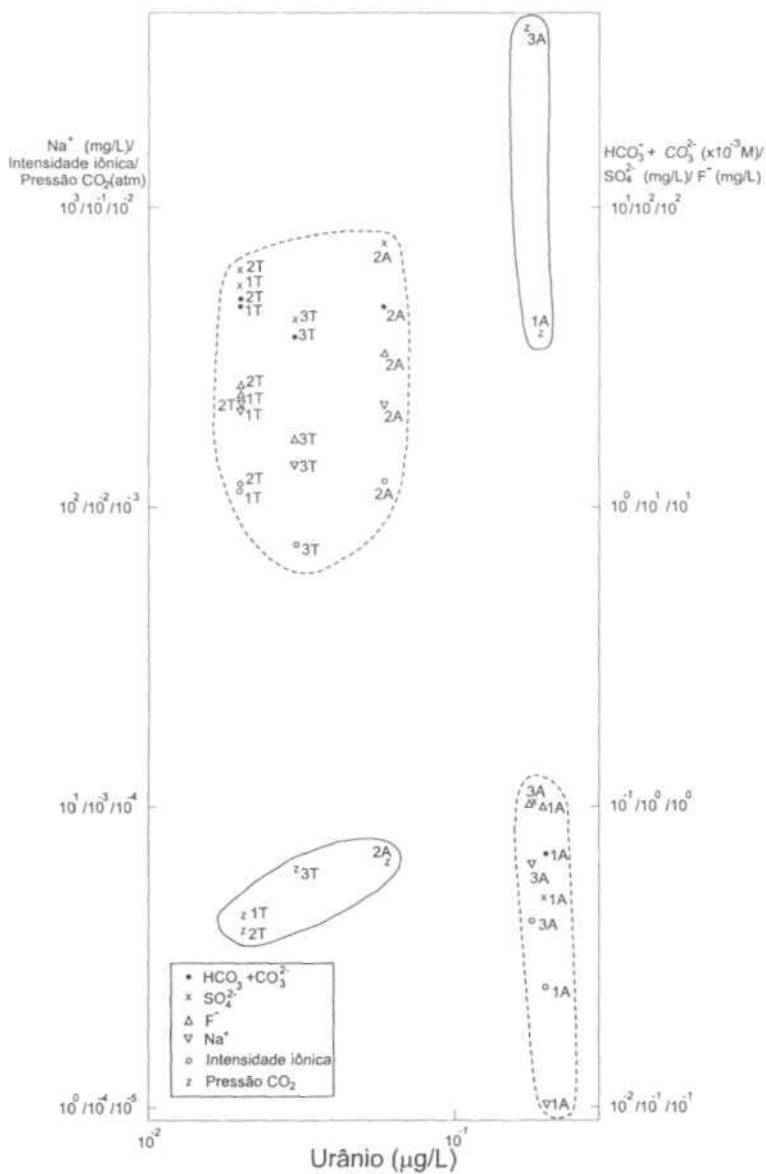 Na⁺ (mg/L)/
Intensidade iônica/
Pressão CO₂(atm)
HCO₃⁻ + CO₃²⁻ (x10⁻³M)/
SO₄²⁻ (mg/L)/ F⁻ (mg/L)
10³/10⁻¹/10⁻²
10¹/10²/10²
10²/10⁻²/10⁻³
10⁰/10¹/10¹
10¹/10⁻³/10⁻⁴
10⁻¹/10⁰/10⁰
10⁰/10⁻⁴/10⁻⁵
10⁻²/10⁻¹/10⁻¹
z
3A
1A
z
x 2T
x 1T
2T
1T
x
2A
x 3T
3T
2A
2T
1T
2T
1T
2A
3T
3T
2A
2T
1T
2A
3T
3A
x
1A
1A
3A
x 1A
3A
1A
1A
2A
z
z 3T
z 1T
z 2T
HCO₃⁻ +CO₃²⁻
x SO₄²⁻
F⁻
Na⁺
Intensidade iônica
z Pressão CO₂
10⁻²
10⁻¹
Urânio (µg/L)